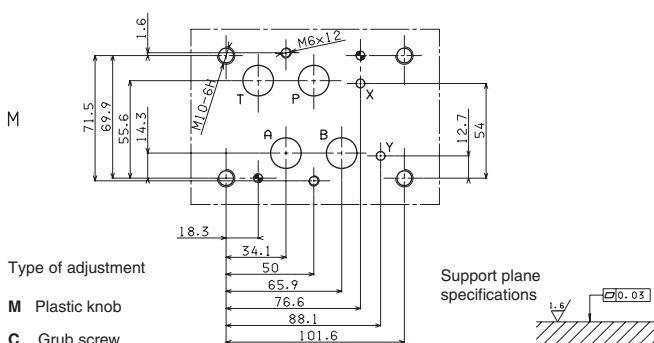 1.6
M6x12
M10-6H
X
T
P
M
71.5
69.9
55.6
14.3
A
B
Y
12.7
54
18.3
34.1
50
65.9
76.6
88.1
101.6
Type of adjustment
M Plastic knob
C Grub screw
Support plane
specifications
1.6
0.03